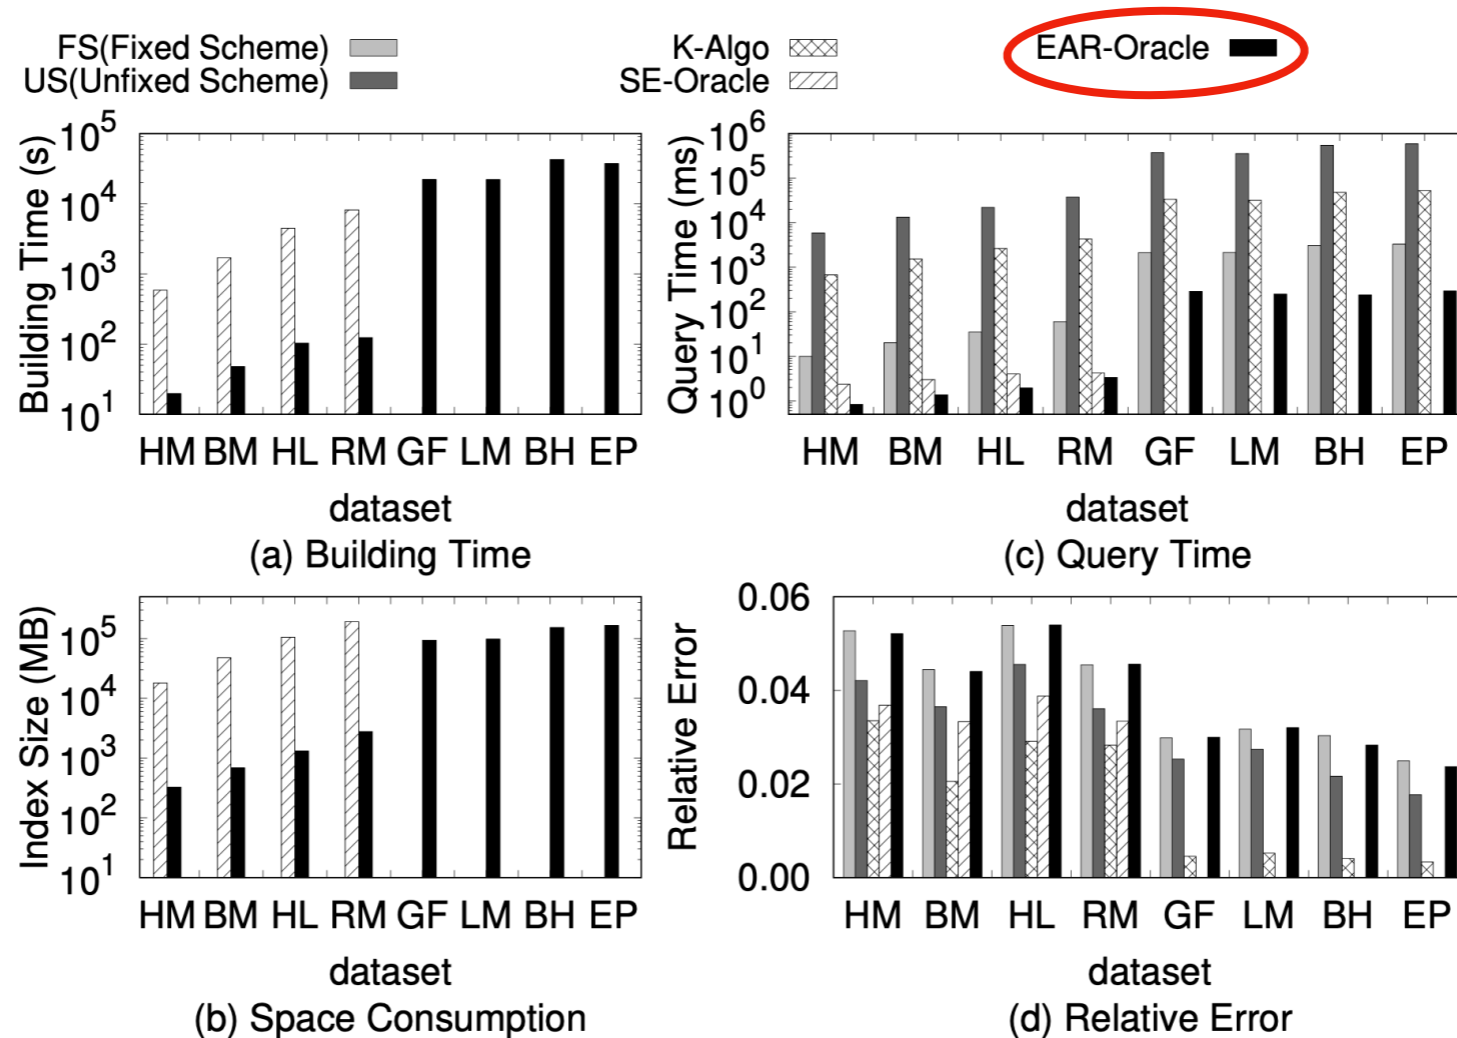 FS(Fixed Scheme)
US(Unfixed Scheme)
K-Algo
SE-Oracle
EAR-Oracle
Building Time (s)
10^5
10^4
10^3
10^2
10^1
HM BM HL RM GF LM BH EP
dataset
(a) Building Time
Query Time (ms)
10^6
10^5
10^4
10^3
10^2
10^1
10^0
HM BM HL RM GF LM BH EP
dataset
(c) Query Time
Index Size (MB)
10^5
10^4
10^3
10^2
10^1
HM BM HL RM GF LM BH EP
dataset
(b) Space Consumption
Relative Error
0.06
0.04
0.02
0.00
HM BM HL RM GF LM BH EP
dataset
(d) Relative Error